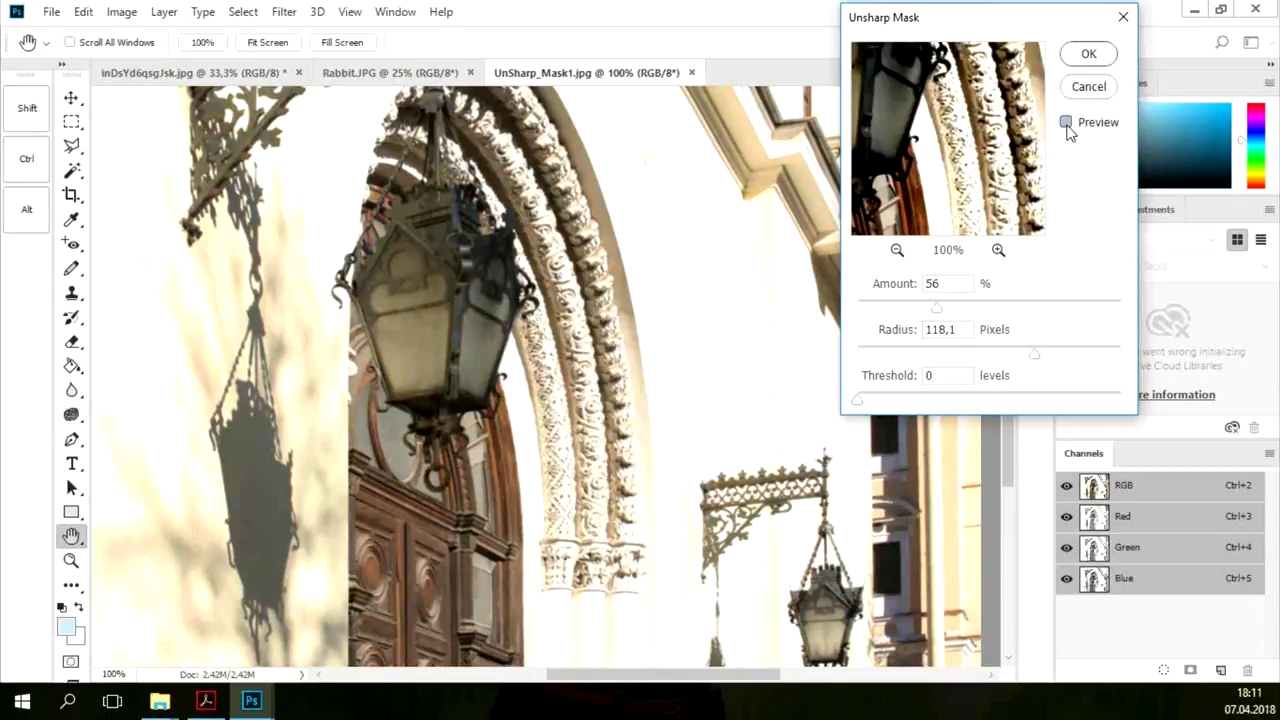 Ps File Edit Image Layer Type Select Filter 3D View Window Help
Scroll All Windows 100% Fit Screen Fill Screen
inDsYd6qsgJsk.jpg @ 33,3% (RGB/8) *
Rabbit.JPG @ 25% (RGB/8*) *
UnSharp_Mask1.jpg @ 100% (RGB/8*) *
Shift
Ctrl
Alt
T
Unsharp Mask
OK
Cancel
Preview
100%
Amount: 56 %
Radius: 118,1 Pixels
Threshold: 0 levels
went wrong initializing
Cloud Libraries
information
Channels
RGB Ctrl+2
Red Ctrl+3
Green Ctrl+4
Blue Ctrl+5
100% Doc: 2,42M/2,42M
Ps
18:11
07.04.2018